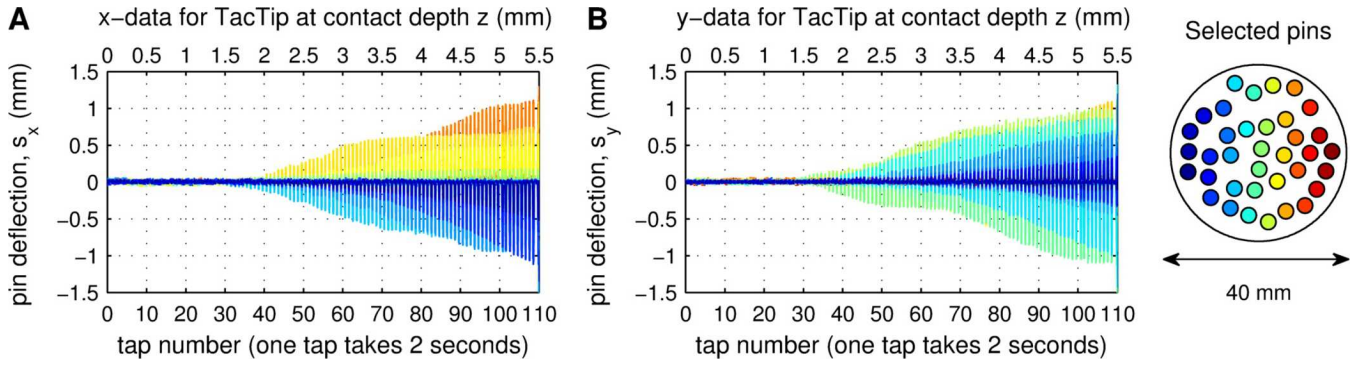 A
x−data for TacTip at contact depth z (mm)
0 0.5 1 1.5 2 2.5 3 3.5 4 4.5 5 5.5
pin deflection, s_x (mm)
1.5
1
0.5
0
−0.5
−1
−1.5
0 10 20 30 40 50 60 70 80 90 100 110
tap number (one tap takes 2 seconds)
B
y−data for TacTip at contact depth z (mm)
0 0.5 1 1.5 2 2.5 3 3.5 4 4.5 5 5.5
pin deflection, s_y (mm)
1.5
1
0.5
0
−0.5
−1
−1.5
0 10 20 30 40 50 60 70 80 90 100 110
tap number (one tap takes 2 seconds)
Selected pins
40 mm